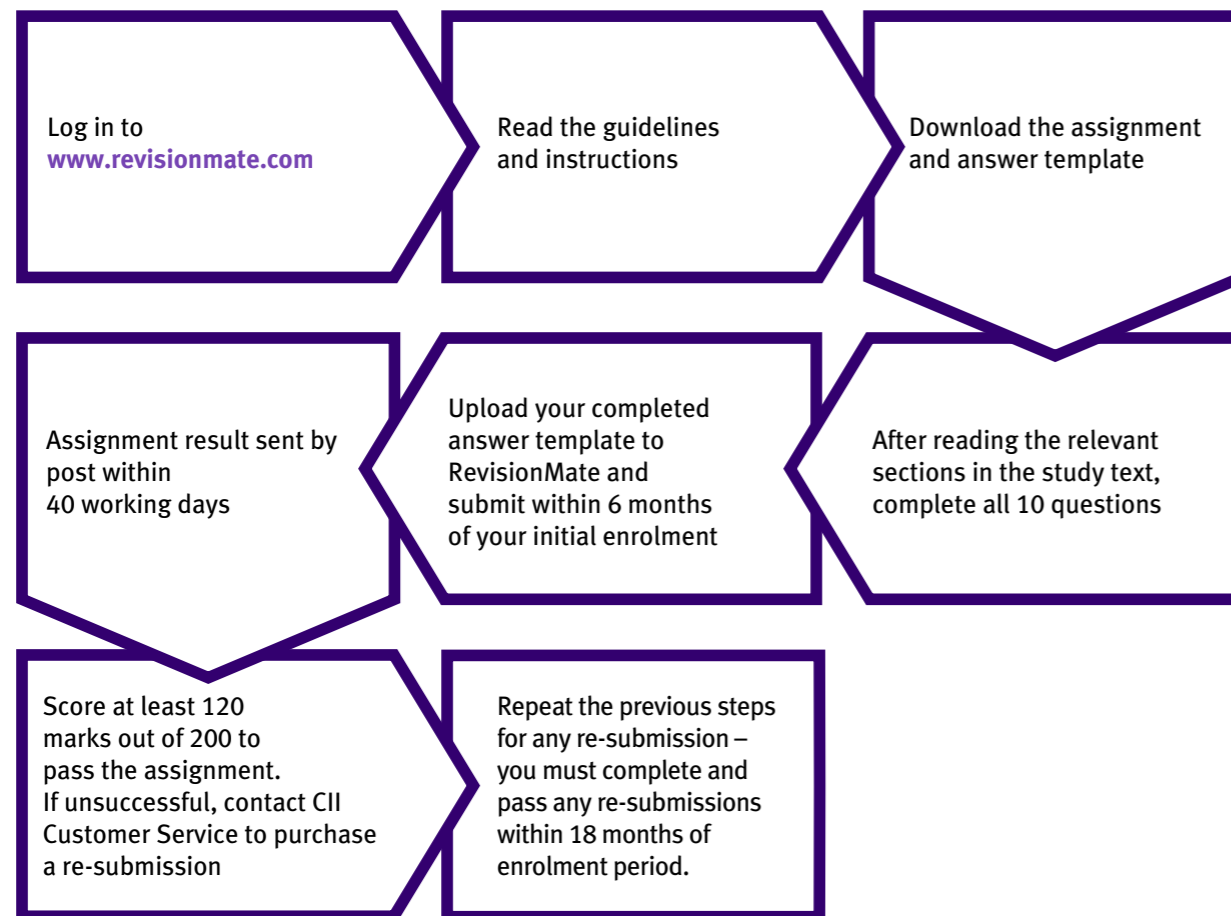 Log in to
www.revisionmate.com
Read the guidelines
and instructions
Download the assignment
and answer template
After reading the relevant
sections in the study text,
complete all 10 questions
Upload your completed
answer template to
RevisionMate and
submit within 6 months
of your initial enrolment
Assignment result sent by
post within
40 working days
Score at least 120
marks out of 200 to
pass the assignment.
If unsuccessful, contact CII
Customer Service to purchase
a re-submission
Repeat the previous steps
for any re-submission –
you must complete and
pass any re-submissions
within 18 months of
enrolment period.